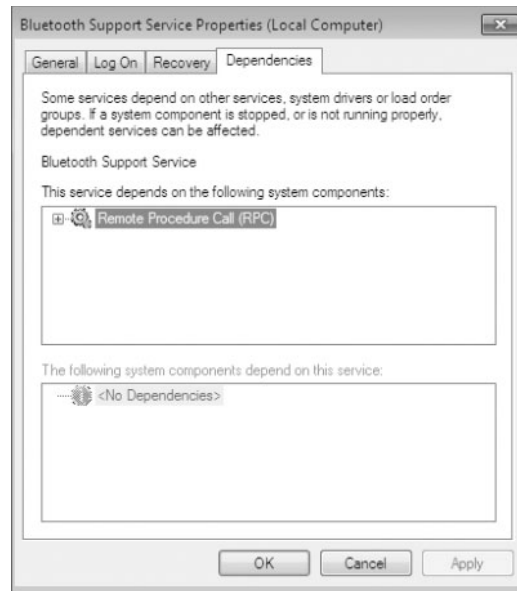 Bluetooth Support Service Properties (Local Computer)
General Log On Recovery Dependencies
Some services depend on other services, system drivers or load order
groups. If a system component is stopped, or is not running properly,
dependent services can be affected.
Bluetooth Support Service
This service depends on the following system components:
Remote Procedure Call (RPC)
The following system components depend on this service:
<No Dependencies>
OK Cancel Apply